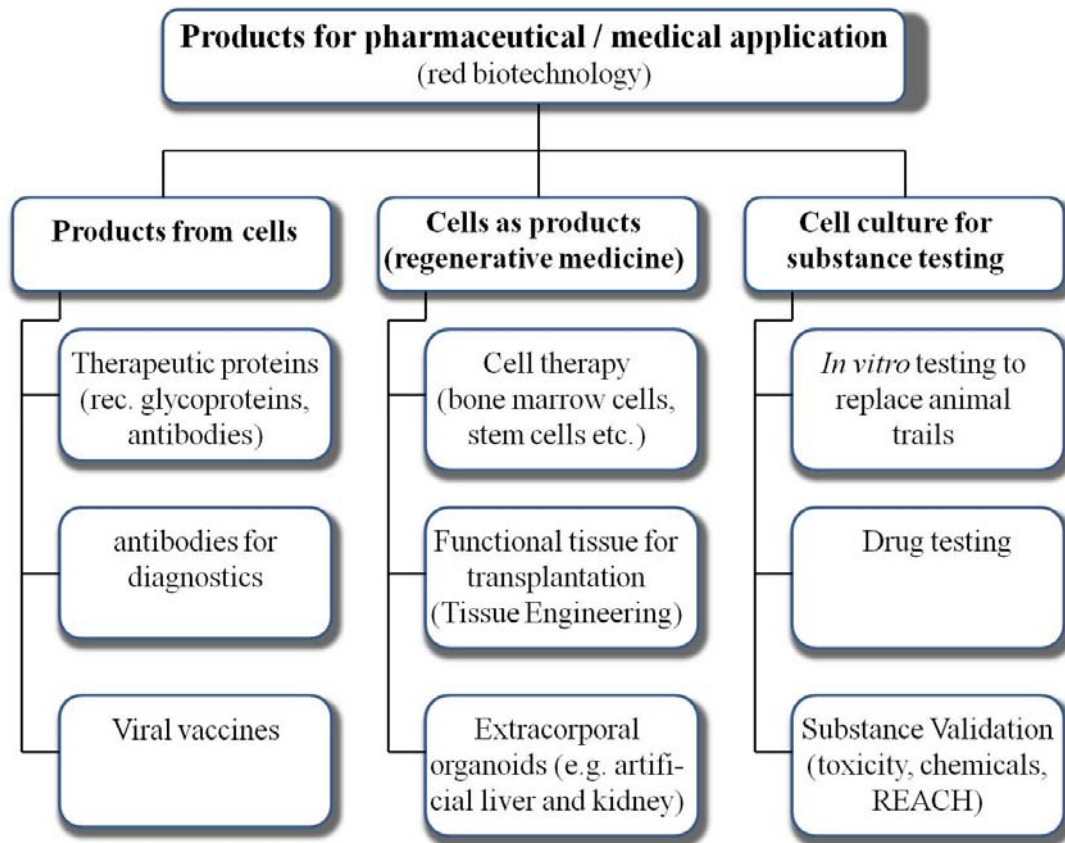 Products for pharmaceutical / medical application
(red biotechnology)
Products from cells
Therapeutic proteins
(rec. glycoproteins,
antibodies)
antibodies for
diagnostics
Viral vaccines
Cells as products
(regenerative medicine)
Cell therapy
(bone marrow cells,
stem cells etc.)
Functional tissue for
transplantation
(Tissue Engineering)
Extracorporal
organoids (e.g. artifi-
cial liver and kidney)
Cell culture for
substance testing
In vitro testing to
replace animal
trails
Drug testing
Substance Validation
(toxicity, chemicals,
REACH)